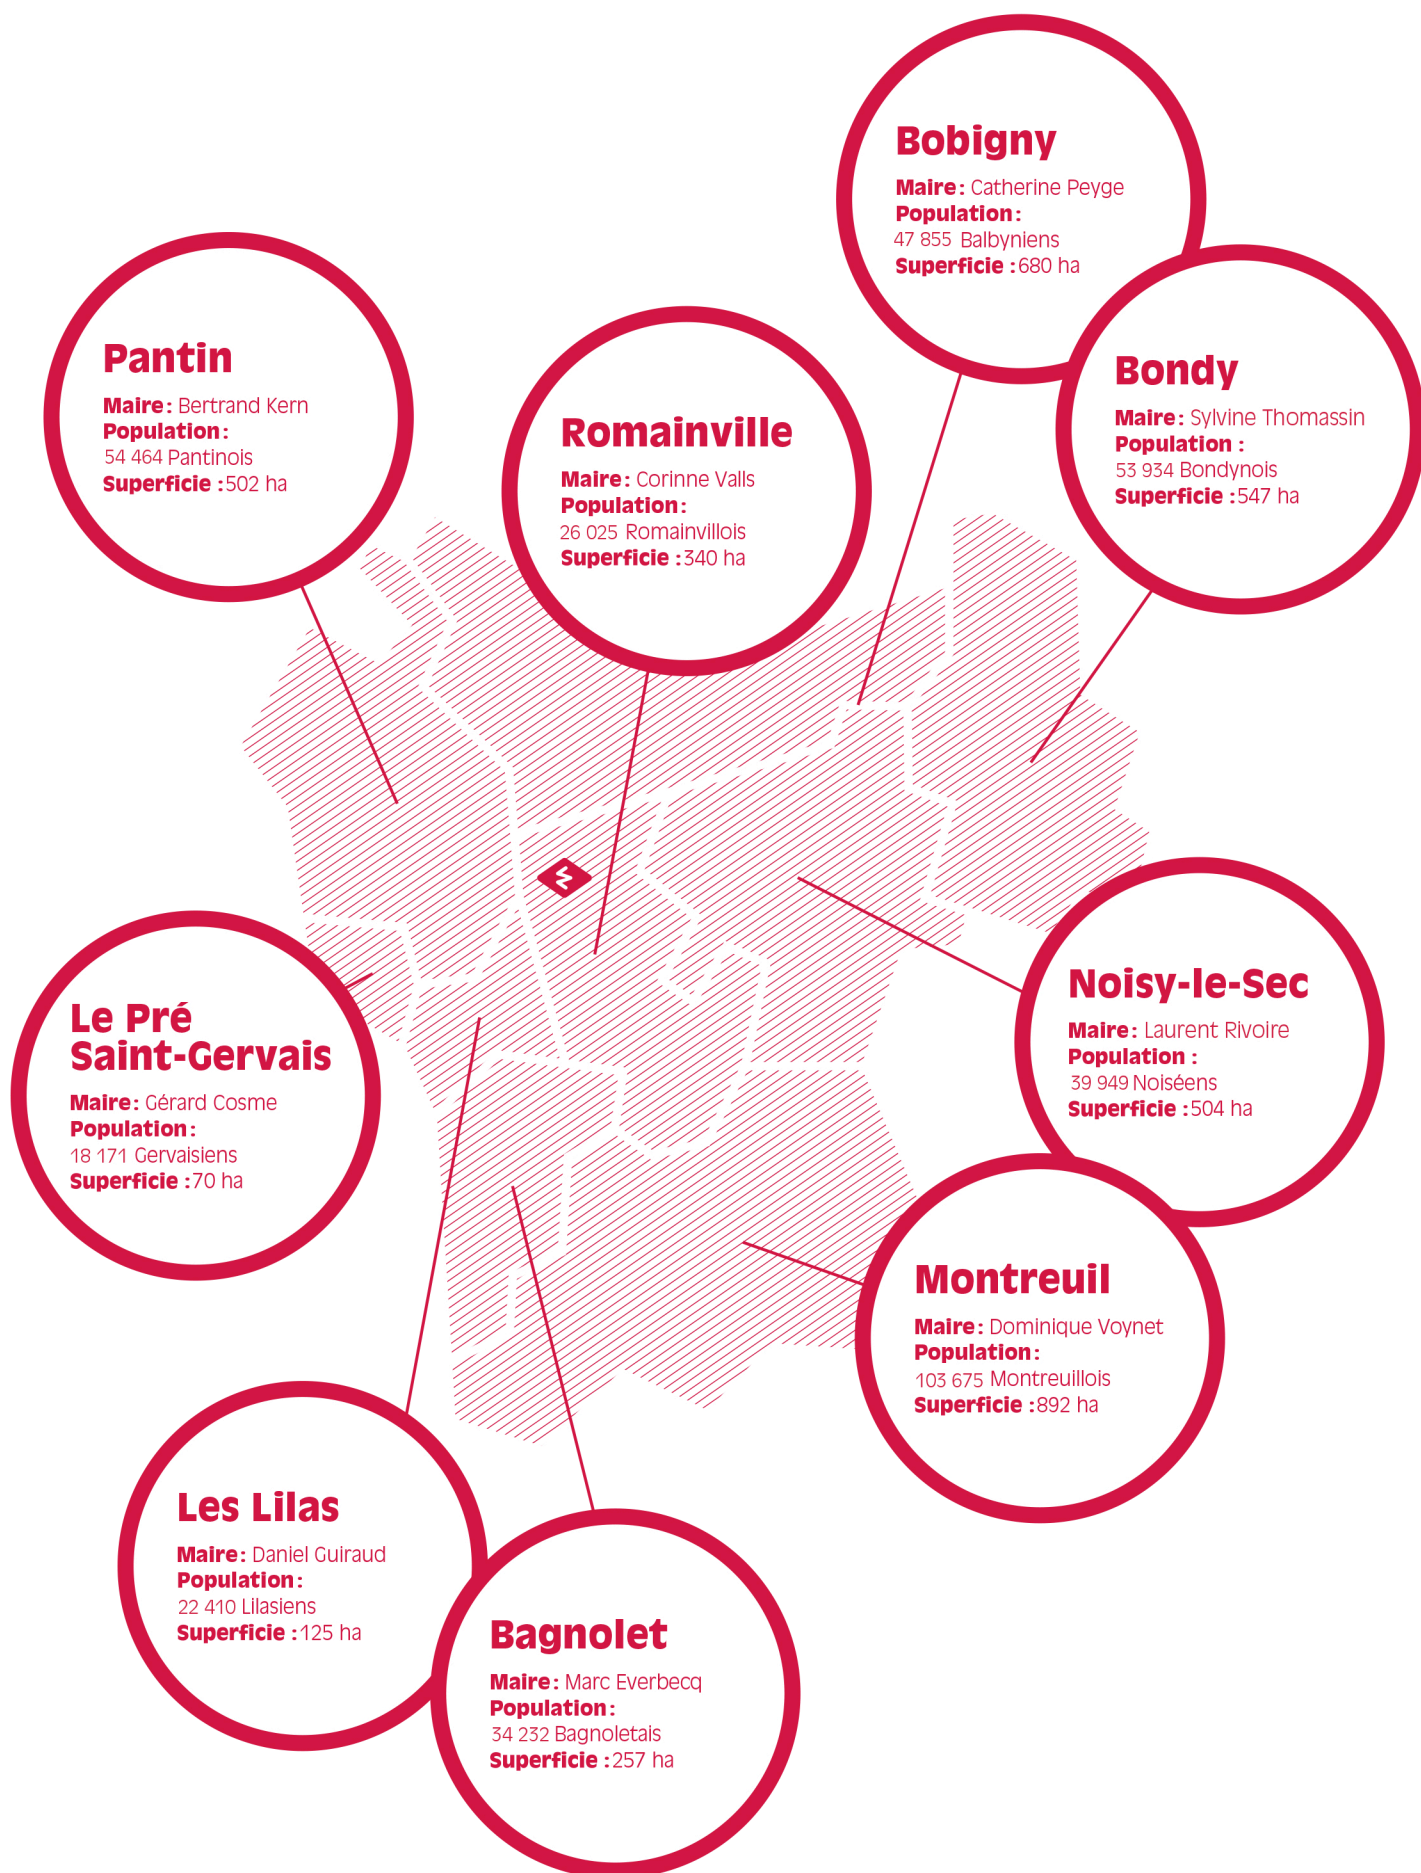 Bobigny
Maire : Catherine Peyge
Population :
47 855 Balbyniens
Superficie : 680 ha
Pantin
Maire : Bertrand Kern
Population :
54 464 Pantinois
Superficie : 502 ha
Bondy
Maire : Sylvine Thomassin
Population :
53 934 Bondynois
Superficie : 547 ha
Romainville
Maire : Corinne Valls
Population :
26 025 Romainvillois
Superficie : 340 ha
Noisy-le-Sec
Maire : Laurent Rivoire
Population :
39 949 Noiséens
Superficie : 504 ha
Le Pré
Saint-Gervais
Maire : Gérard Cosme
Population :
18 171 Gervaisiens
Superficie : 70 ha
Montreuil
Maire : Dominique Voynet
Population :
103 675 Montreuillois
Superficie : 892 ha
Les Lilas
Maire : Daniel Guiraud
Population :
22 410 Lilasiens
Superficie : 125 ha
Bagnolet
Maire : Marc Everbecq
Population :
34 232 Bagnoletais
Superficie : 257 ha